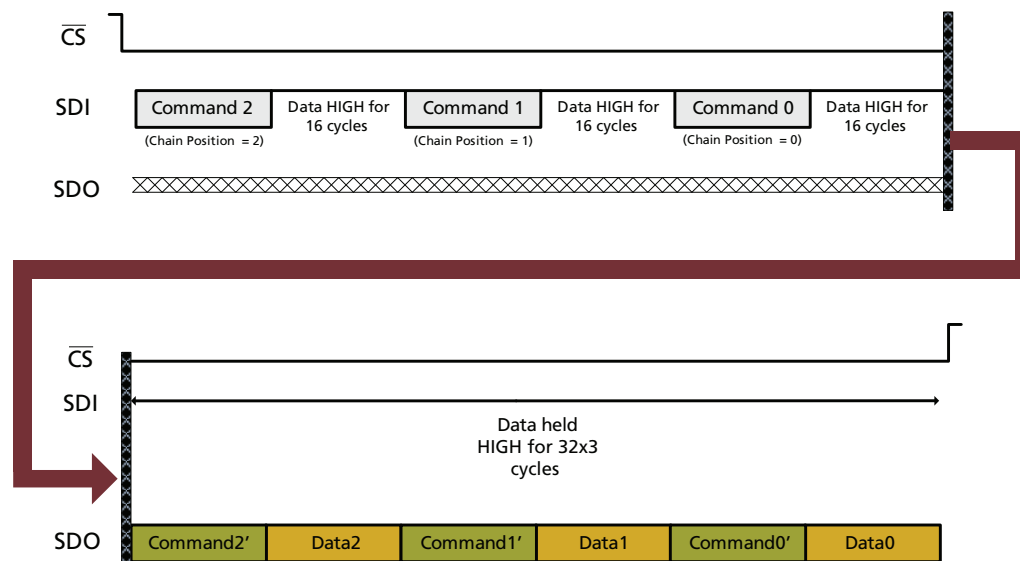 CS
SDI
Command 2 Data HIGH for 16 cycles Command 1 Data HIGH for 16 cycles Command 0 Data HIGH for 16 cycles
(Chain Position = 2) (Chain Position = 1) (Chain Position = 0)
SDO
CS
SDI
Data held
HIGH for 32x3
cycles
SDO
Command2’ Data2 Command1’ Data1 Command0’ Data0